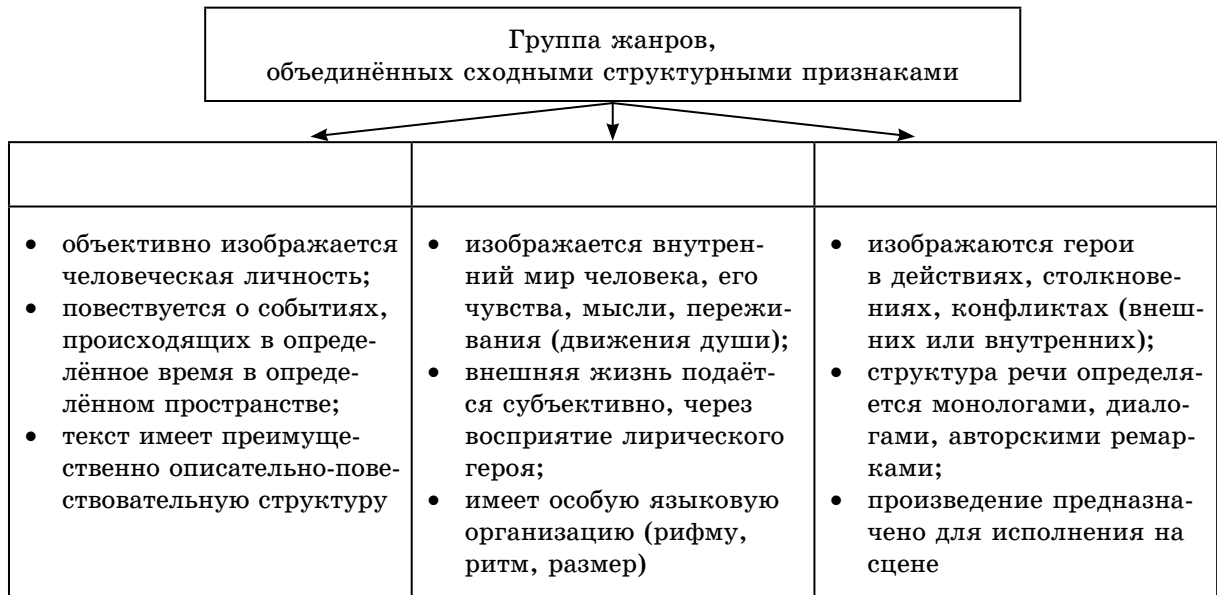 Группа жанров,
объединённых сходными структурными признаками
• объективно изображается
человеческая личность;
• повествуется о событиях,
происходящих в опреде-
лённое время в опреде-
лённом пространстве;
• текст имеет преимуще-
ственно описательно-пове-
ствовательную структуру
• изображается внутрен-
ний мир человека, его
чувства, мысли, пережи-
вания (движения души);
• внешняя жизнь подаёт-
ся субъективно, через
восприятие лирического
героя;
• имеет особую языковую
организацию (рифму,
ритм, размер)
• изображаются герои
в действиях, столкнове-
ниях, конфликтах (внеш-
них или внутренних);
• структура речи определя-
ется монологами, диало-
гами, авторскими ремар-
ками;
• произведение предназна-
чено для исполнения на
сцене